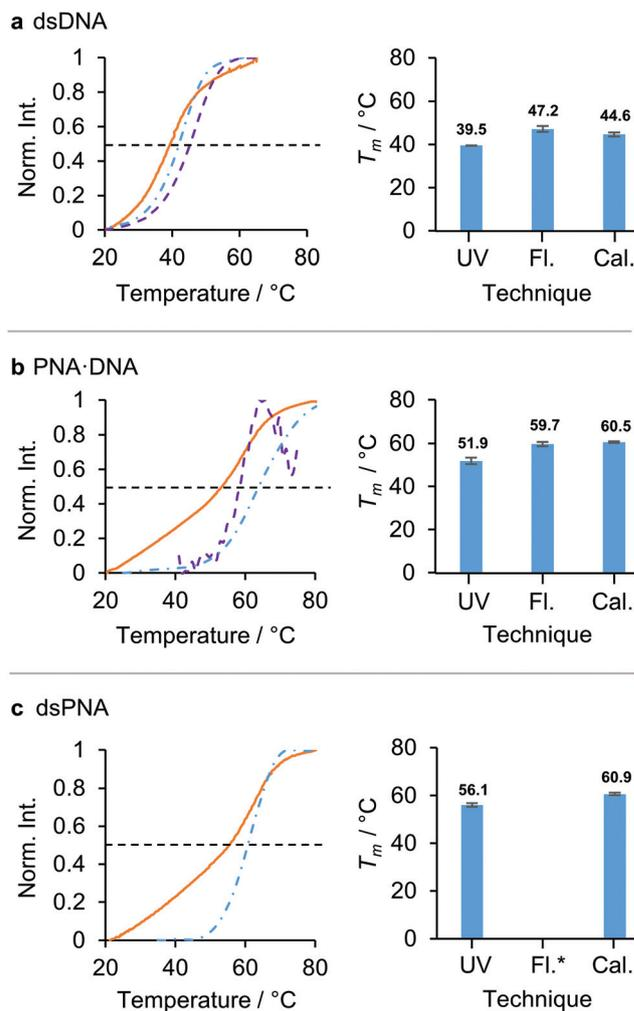 a dsDNA
1
0.8
0.6
0.4
0.2
0
Norm. Int.
20 40 60 80
Temperature / °C
80
60
40
20
0
Tm / °C
39.5 47.2 44.6
UV Fl. Cal.
Technique
b PNA·DNA
1
0.8
0.6
0.4
0.2
0
Norm. Int.
20 40 60 80
Temperature / °C
80
60
40
20
0
Tm / °C
51.9 59.7 60.5
UV Fl. Cal.
Technique
c dsPNA
1
0.8
0.6
0.4
0.2
0
Norm. Int.
20 40 60 80
Temperature / °C
80
60
40
20
0
Tm / °C
56.1 60.9
UV Fl.* Cal.
Technique